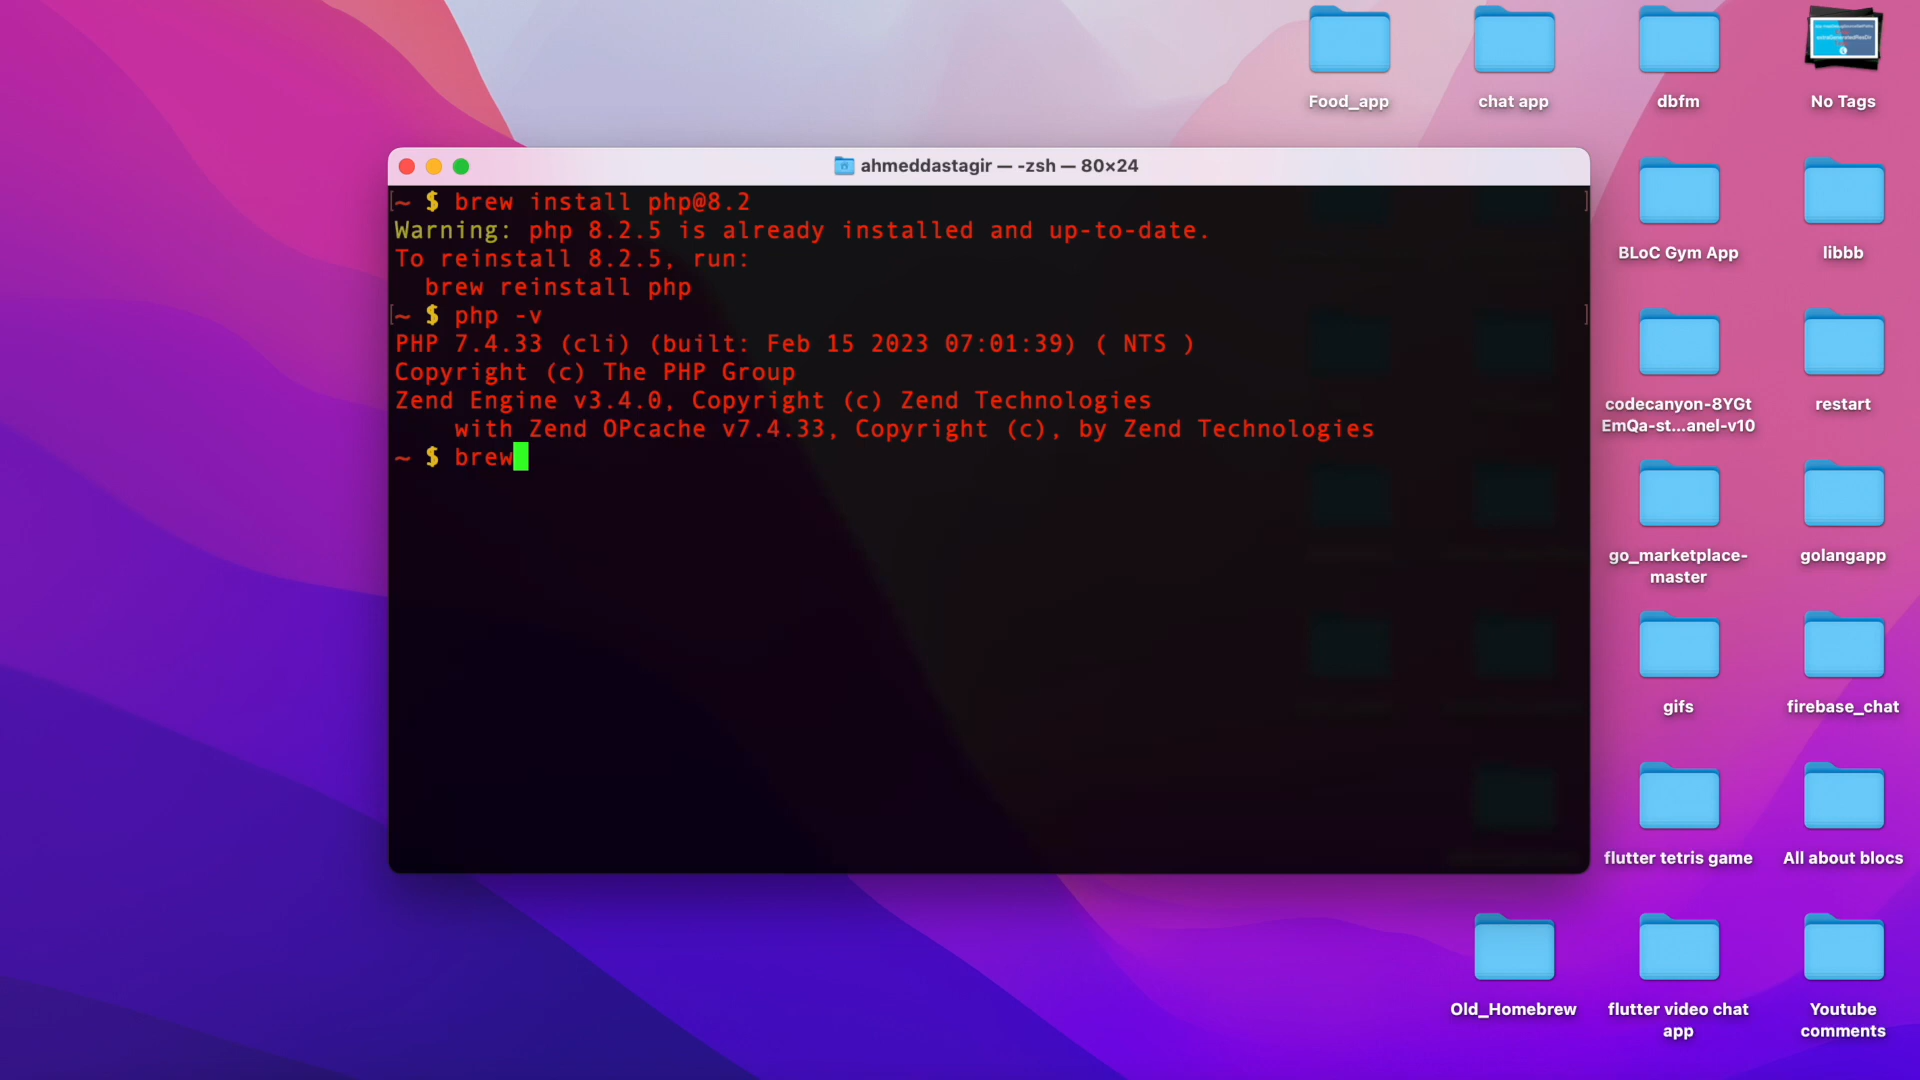 Food_app
chat app
dbfm
No Tags
ahmeddastagir — -zsh — 80×24
[~ $ brew install php@8.2 ]
Warning: php 8.2.5 is already installed and up-to-date.
To reinstall 8.2.5, run:
brew reinstall php
[~ $ php -v ]
PHP 7.4.33 (cli) (built: Feb 15 2023 07:01:39) ( NTS )
Copyright (c) The PHP Group
Zend Engine v3.4.0, Copyright (c) Zend Technologies
with Zend OPcache v7.4.33, Copyright (c), by Zend Technologies
~ $ brew
BLoC Gym App
libbb
codecanyon-8YGt
EmQa-st...anel-v10
restart
go_marketplace-
master
golangapp
gifs
firebase_chat
flutter tetris game
All about blocs
Old_Homebrew
flutter video chat
app
Youtube
comments